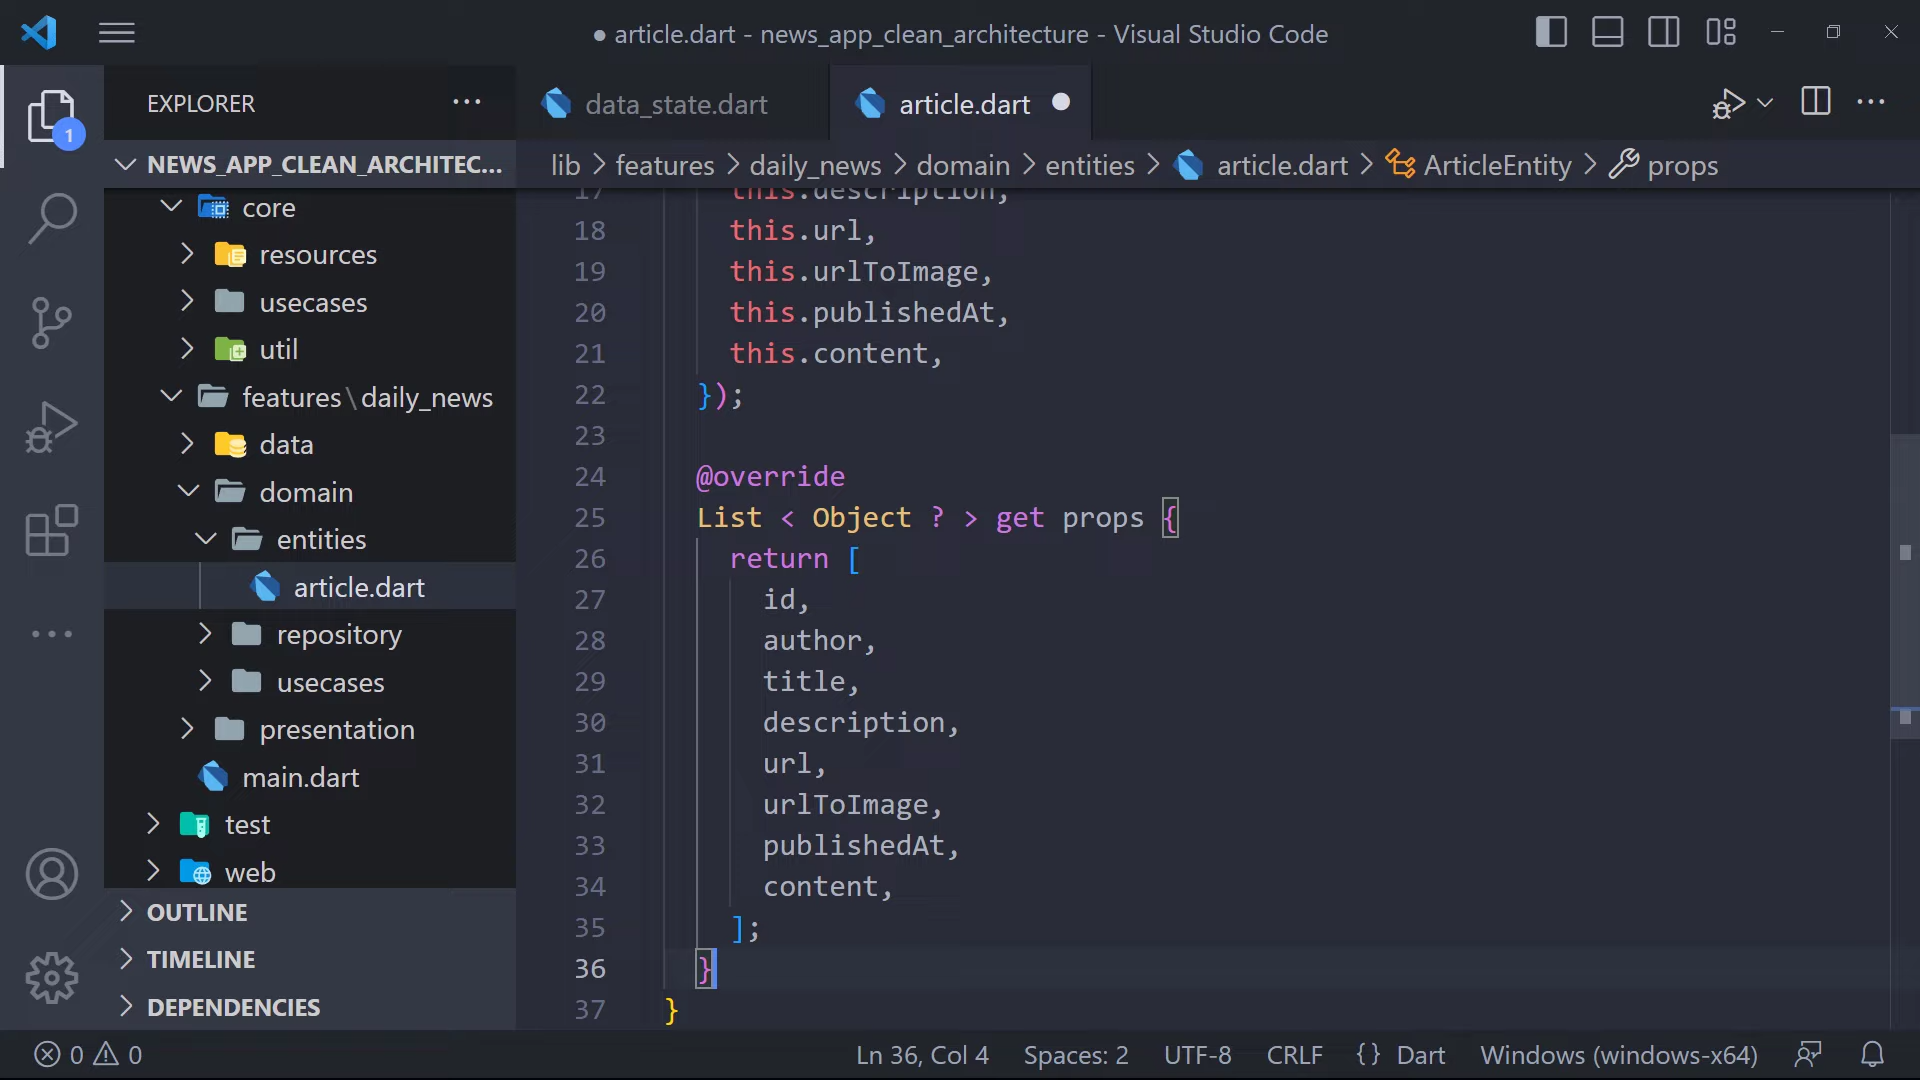 ● article.dart - news_app_clean_architecture - Visual Studio Code
EXPLORER
data_state.dart
article.dart
1
NEWS_APP_CLEAN_ARCHITEC...
lib > features > daily_news > domain > entities > article.dart > ArticleEntity > props
core
resources
usecases
util
features\daily_news
data
domain
entities
article.dart
repository
usecases
presentation
main.dart
test
web
OUTLINE
TIMELINE
DEPENDENCIES
17 this.description,
18 this.url,
19 this.urlToImage,
20 this.publishedAt,
21 this.content,
22 });
23
24 @override
25 List < Object ? > get props {
26 return [
27 id,
28 author,
29 title,
30 description,
31 url,
32 urlToImage,
33 publishedAt,
34 content,
35 ];
36 }
37 }
0 0
Ln 36, Col 4 Spaces: 2 UTF-8 CRLF {} Dart Windows (windows-x64)